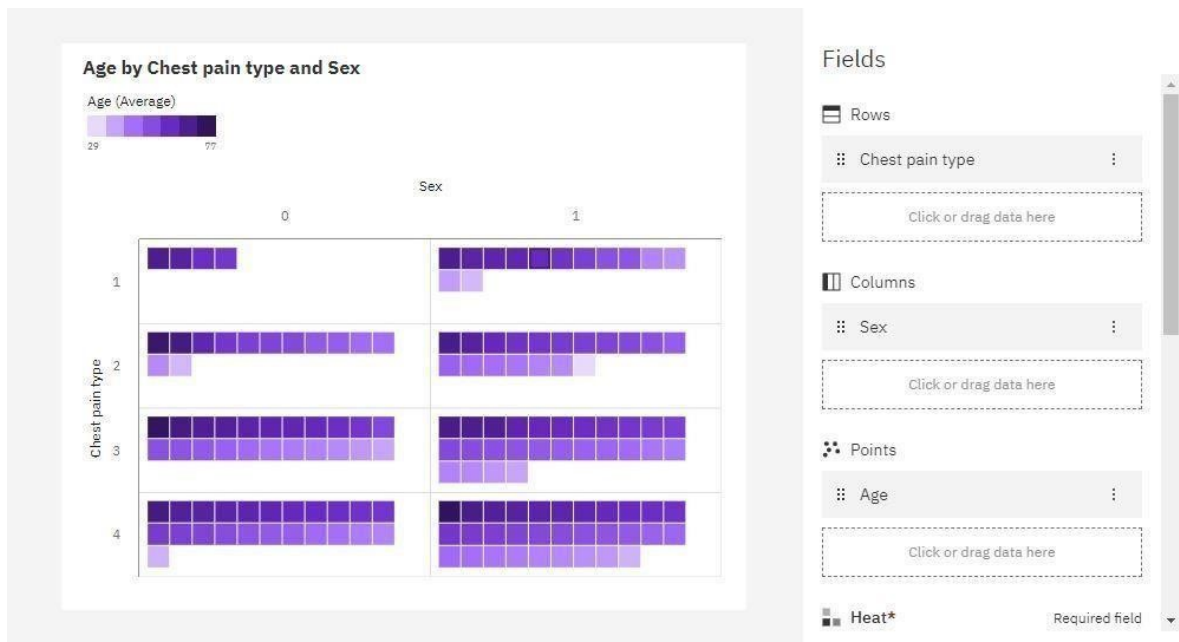 Age by Chest pain type and Sex
Age (Average)
29 77
Sex
0 1
Chest pain type
1
2
3
4
Fields
Rows
Chest pain type
Click or drag data here
Columns
Sex
Click or drag data here
Points
Age
Click or drag data here
Heat* Required field